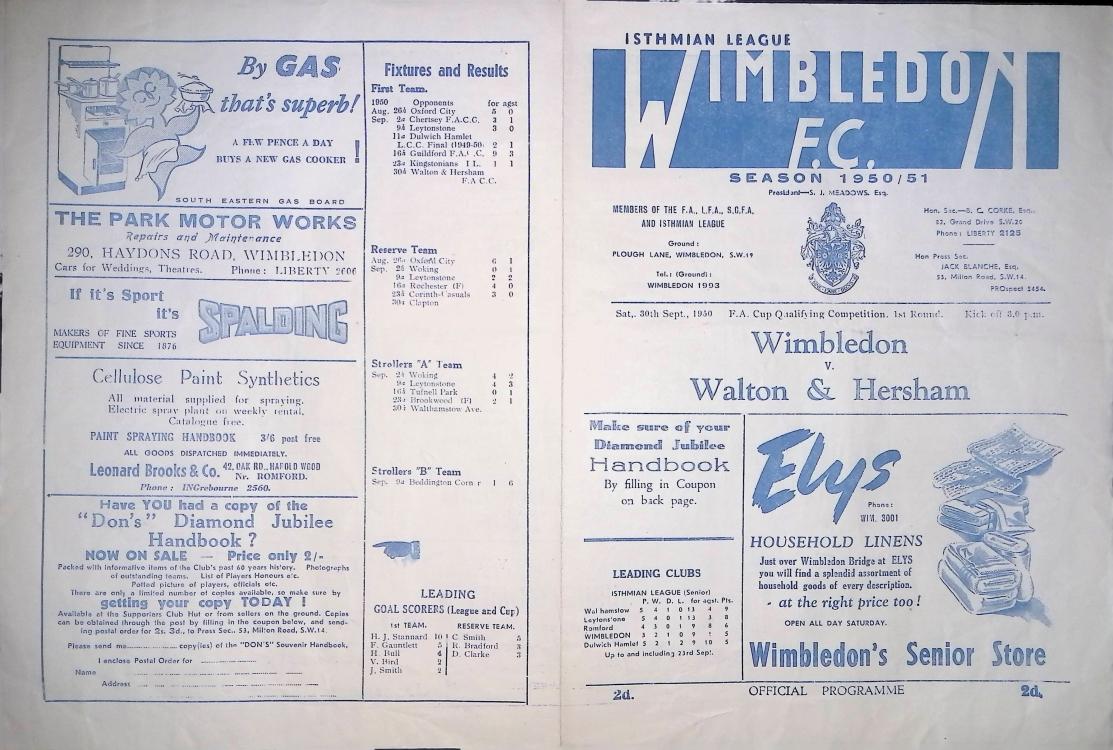 By GAS
that's superb!
A FEW PENCE A DAY
BUYS A NEW GAS COOKER !
SOUTH EASTERN GAS BOARD
THE PARK MOTOR WORKS
Repairs and Maintenance
290, HAYDONS ROAD, WIMBLEDON
Cars for Weddings, Theatres. Phone: LIBERTY 2606
If it's Sport
it's
SPALDING
MAKERS OF FINE SPORTS
EQUIPMENT SINCE 1876
Cellulose Paint Synthetics
All material supplied for spraying.
Electric spray plant on weekly rental.
Catalogue free.
PAINT SPRAYING HANDBOOK 3/6 post free
ALL GOODS DISPATCHED IMMEDIATELY.
Leonard Brooks & Co. 42, OAK RD., HAROLD WOOD
Nr. ROMFORD.
Phone: INGrebourne 2560.
Have YOU had a copy of the
"Don's" Diamond Jubilee
Handbook ?
NOW ON SALE — Price only 2/-
Packed with informative items of the Club's past 60 years history. Photographs
of outstanding teams. List of Players Honours etc.
Potted picture of players, officials etc.
There are only a limited number of copies available, so make sure by
getting your copy TODAY !
Available at the Supporters Club Hut or from sellers on the ground. Copies
can be obtained through the post by filling in the coupon below, and send-
ing postal order for 2s. 3d., to Press Sec., 53, Milton Road, S.W.14.
Please send me copy(ies) of the "DON'S" Souvenir Handbook,
I enclose Postal Order for
Name
Address
Fixtures and Results
First Team.
1950 Opponents for agst
Aug. 26 Oxford City 5 0
Sep. 2 Chertsey F.A.C.C. 3 1
9 Leytonstone 3 0
11 Dulwich Hamlet
L.C.C. Final (1949-50) 2 1
16 Guildford F.A.C.C. 9 3
23 Kingstonians I L. 1 1
30 Walton & Hersham
F.A C.C.
Reserve Team
Aug. 26 Oxford City 6 1
Sep. Woking 0 1
9 Leytonstone 2 2
16 Rochester (F) 4 0
23 Corinth-Casuals 3 0
30 Clapton
Strollers "A" Team
Sep. 2 Woking 4 2
9 Leytonstone 4 3
16 Tufnell Park 0 1
23 Brookwood (F) 2 1
30 Walthamstow Ave.
Strollers "B" Team
Sep. 9 Beddington Corn r 1 6
LEADING
GOAL SCORERS (League and Cup)
1st TEAM. RESERVE TEAM.
H. J. Stannard 10 C. Smith 5
F. Gauntlett 5 R. Bradford 3
H. Bull 4 D. Clarke 3
V. Bird 2
J. Smith 2
ISTHMIAN LEAGUE
WIMBLEDON
F.C.
SEASON 1950/51
President—S. J. MEADOWS. Esq.
MEMBERS OF THE F.A., L.F.A., S.C.F.A.
AND ISTHMIAN LEAGUE
Ground :
PLOUGH LANE, WIMBLEDON, S.W.19
Tel.: (Ground) :
WIMBLEDON 1993
Hon. Sec.—B. C. CORKE, Esq.,
83, Grand Drive S.W.20
Phone : LIBERTY 2125
Hon Press Sec.
JACK BLANCHE, Esq.
53, Milton Road, S.W.14.
PROspect 5454.
Sat., 30th Sept., 1950 F.A. Cup Qualifying Competition. 1st Round. Kick off 3.0 p.m.
Wimbledon
v.
Walton & Hersham
Make sure of your
Diamond Jubilee
Handbook
By filling in Coupon
on back page.
LEADING CLUBS
ISTHMIAN LEAGUE (Senior)
P. W. D. L. for agst. Pts.
Wal hamstow 5 4 1 0 13 4 9
Leytons'one 5 4 0 1 13 3 8
Romford 4 3 0 1 9 8 6
WIMBLEDON 3 2 1 0 9 5
Dulwich Hamlet 5 2 1 2 9 10 5
Up to and including 23rd Sept.
Elys
Phone:
WIM. 3001
HOUSEHOLD LINENS
Just over Wimbledon Bridge at ELYS
you will find a splendid assortment of
household goods of every description.
- at the right price too !
OPEN ALL DAY SATURDAY.
Wimbledon's Senior Store
2d. OFFICIAL PROGRAMME 2d.